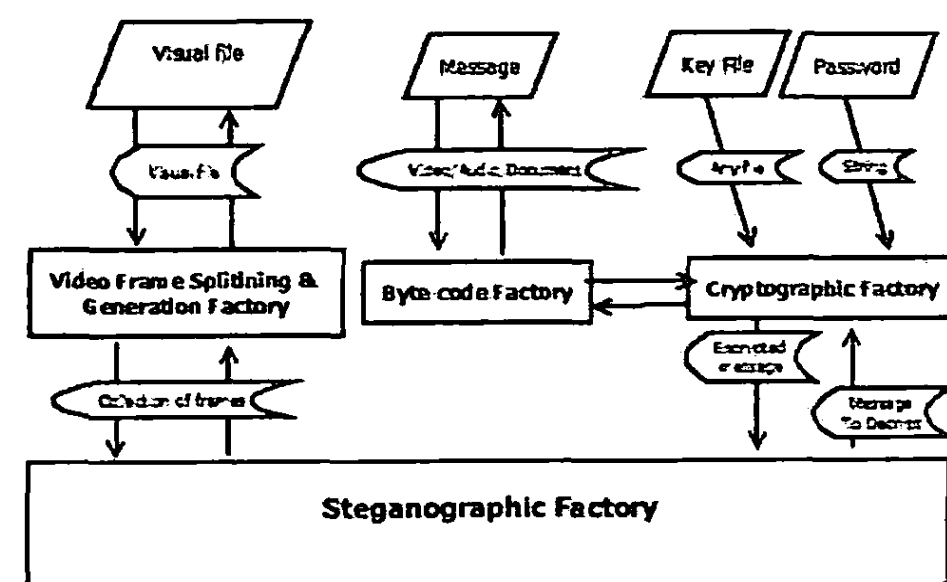 Visual file
Message
Key File
Password
Visual file
Video/Audio, Document
Any file
String
Video Frame Splitining &
Generation Factory
Byte-code Factory
Cryptographic Factory
Encrypted
message
Collection of frames
Message
To Decrypt
Steganographic Factory